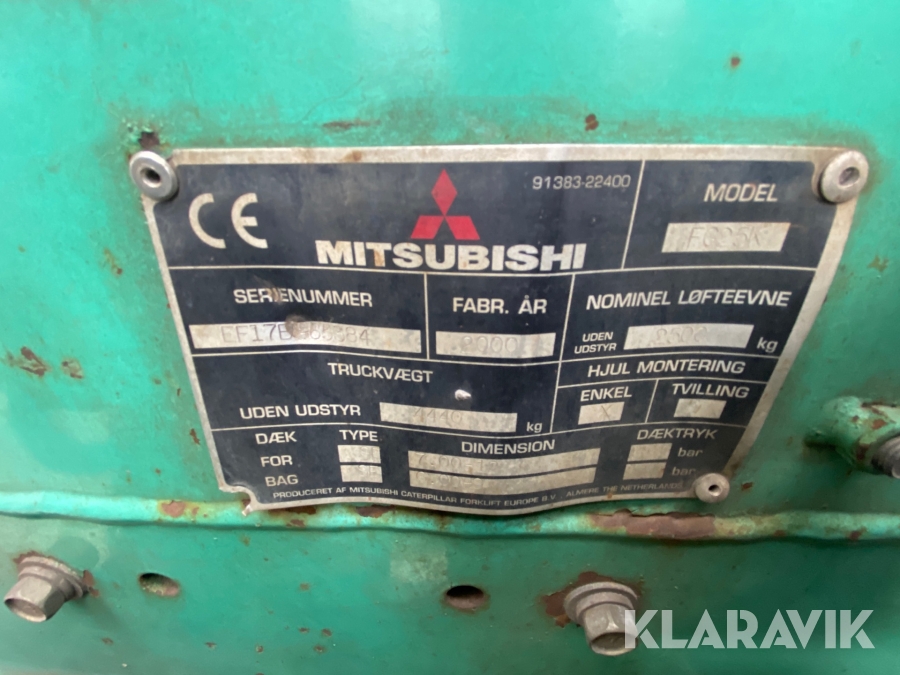 CE
91383-22400
MODEL
MITSUBISHI
SERIENUMMER
FABR. ÅR
2000
NOMINEL LØFTEEVNE
UDEN UDSTYR
kg
TRUCKVÆGT
UDEN UDSTYR
kg
HJUL MONTERING
ENKEL
TVILLING
X
DÆK TYPE DIMENSION DÆKTRYK
FOR bar
BAG bar
PRODUCERET AF MITSUBISHI CATERPILLAR FORKLIFT EUROPE B.V. ALMERE THE NETHERLANDS
KLARAVIK